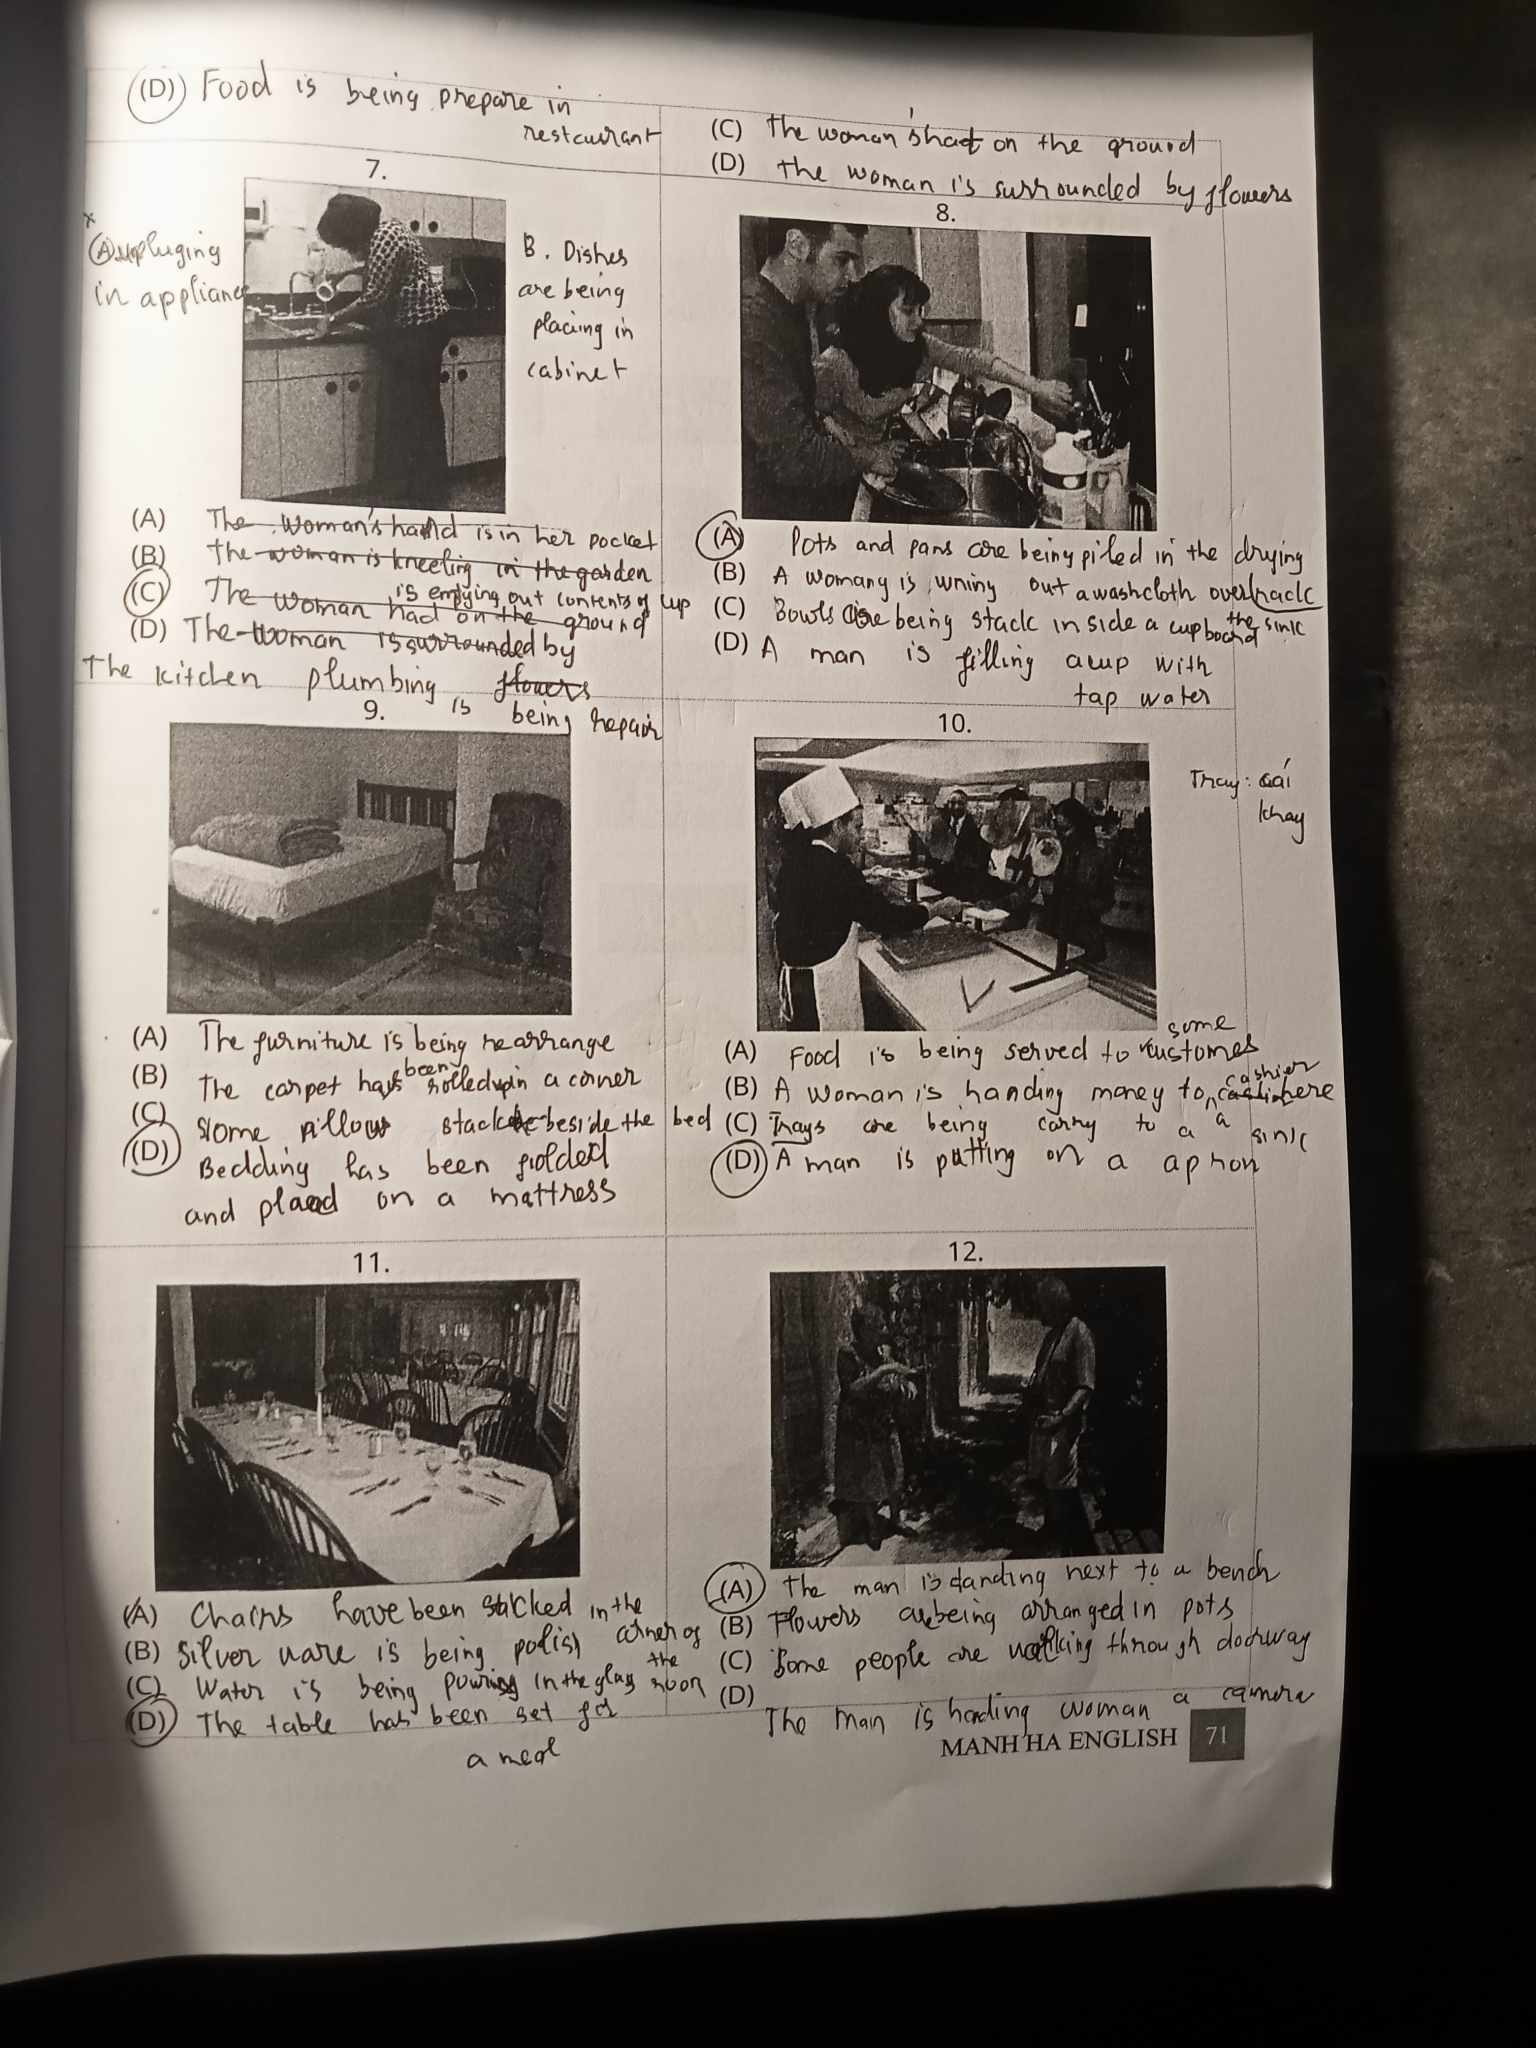 (D) Food is being prepare in
restaurant
(C) The woman's hat on the ground
(D) the woman is surrounded by flowers
7.
x
(A) unpluging
in appliance
B. Dishes
are being
placing in
cabinet
(A) The woman's hand is in her pocket
(B) the woman is kneeling in the garden
is emptying out contents of cup
(C) The woman had on the ground
(D) The woman is surrounded by
flowers
The kitchen plumbing is being repair
8.
(A) Pots and pans are being piled in the drying
rack
(B) A womany is wning out a washcloth over
the sink
(C) Bowls are being stack inside a cupboard
(D) A man is filling a cup with
tap water
9.
(A) The furniture is being rearrange
(B) The carpet has been rolled up in a corner
(C) Some pillows stack beside the bed
(D) Bedding has been folded
and placed on a mattress
10.
Tray: cái
khay
(A) Food is being served to some customes
(B) A woman is handing money to cashier
(C) Trays are being carry to a a sink
(D) A man is putting on a apron
11.
(A) Chairs have been stacked in the
corner of
the
room
(B) Silver ware is being polish
(C) Water is being pouring in the glass
(D) The table has been set for
a meal
12.
(A) the man is danding next to a bench
(B) Flowers are being arranged in pots
(C) Some people are walking through doorway
(D)
The man is handing woman a camera
MANH HA ENGLISH 71